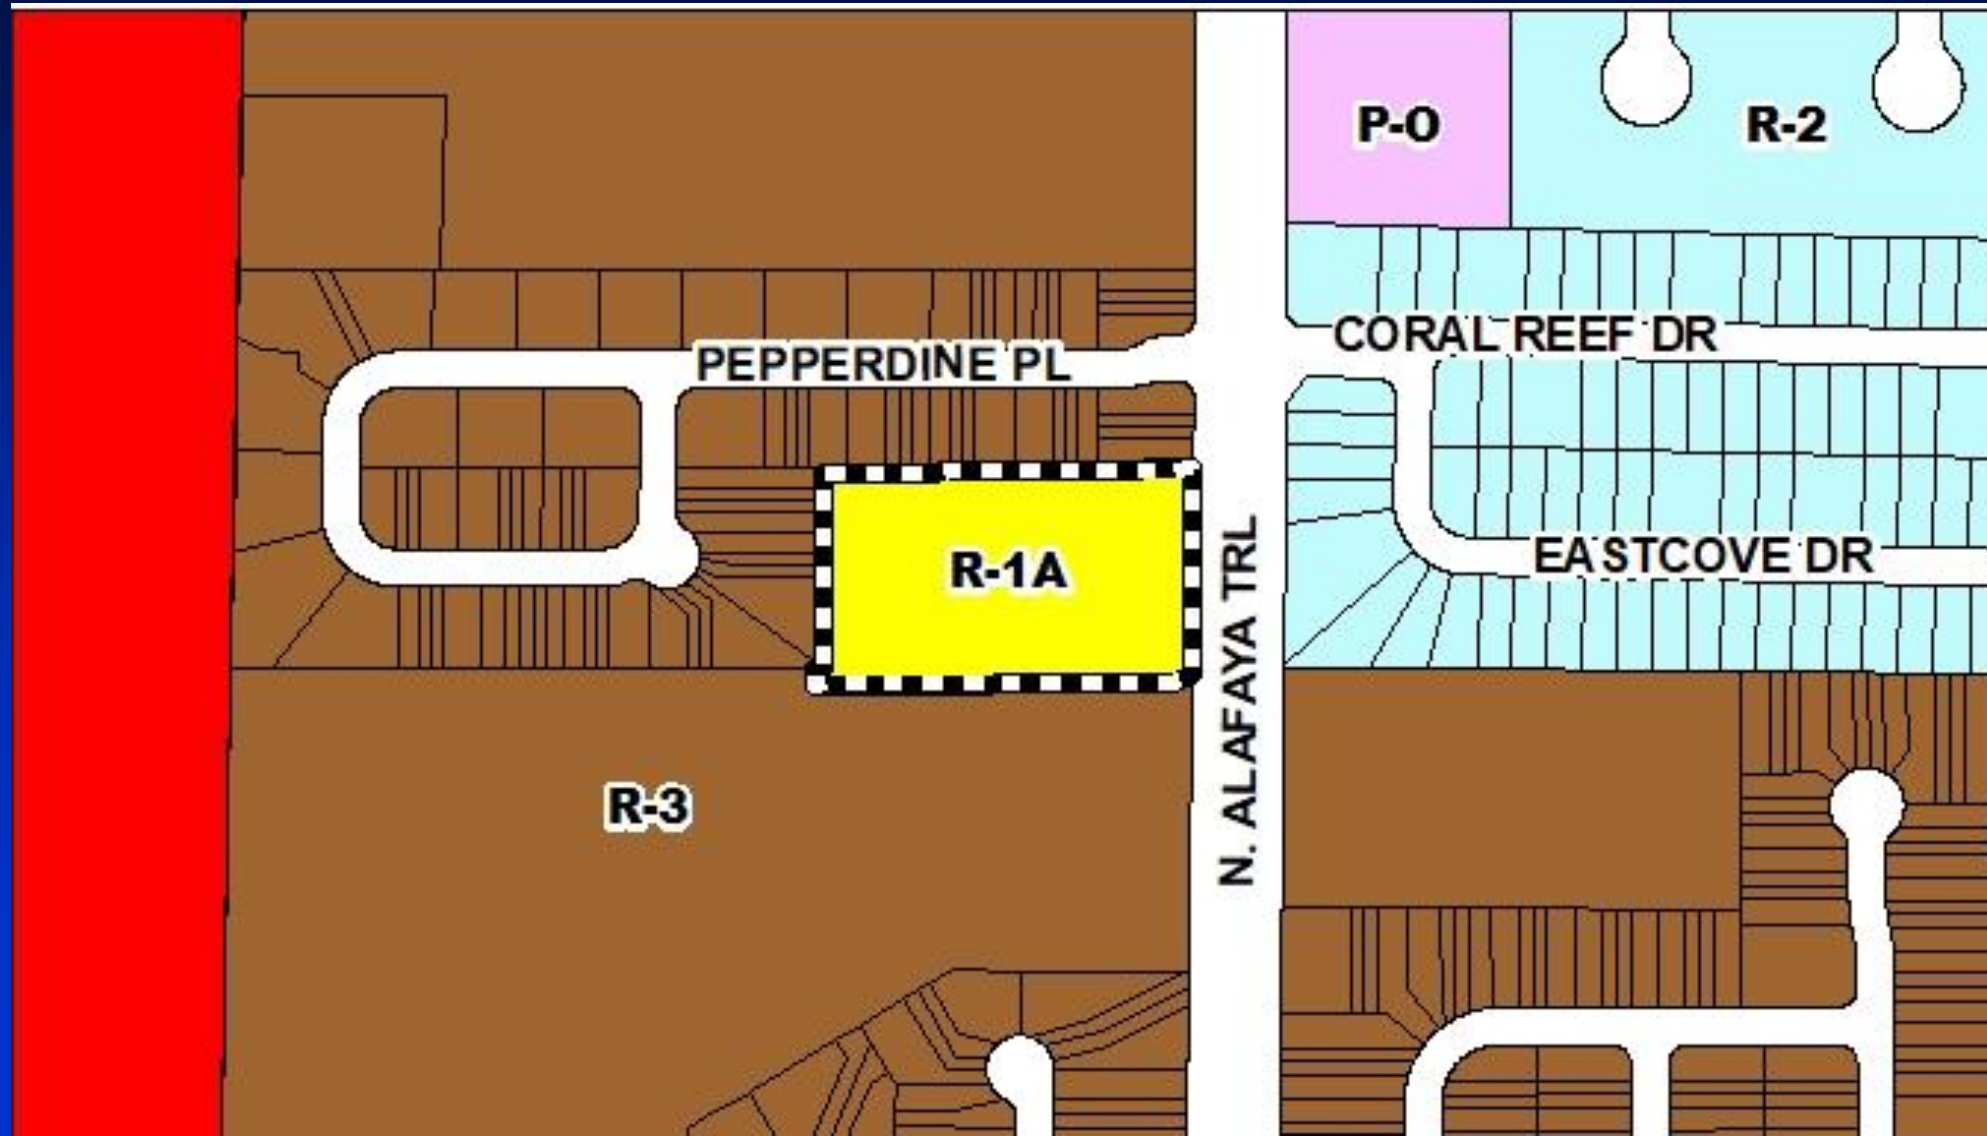 P-O
R-2
CORAL REEF DR
PEPPERDINE PL
EASTCOVE DR
R-1A
N. ALAFAYA TRL
R-3